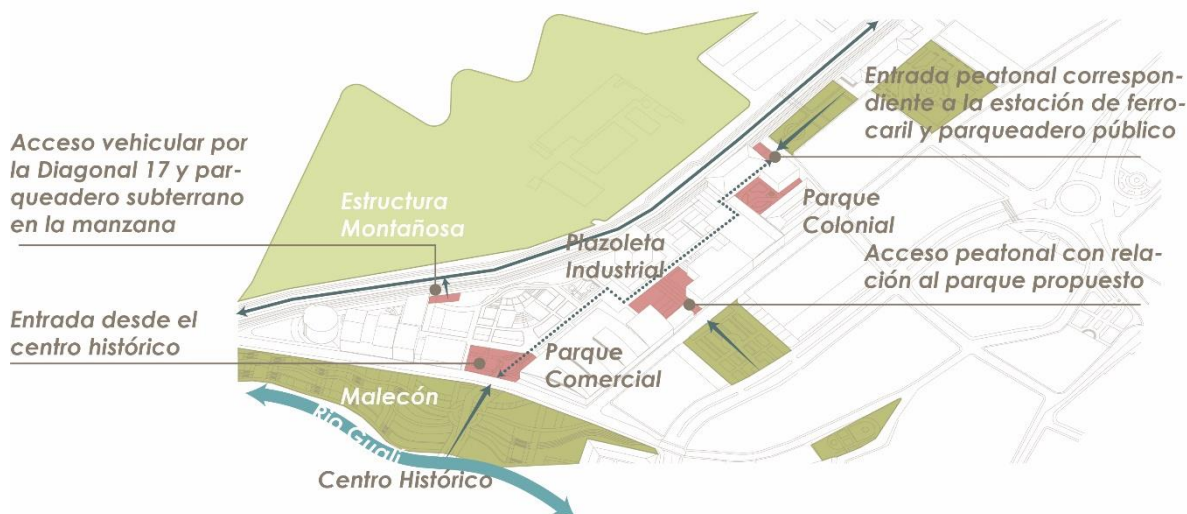 Entrada peatonal correspon-
diente a la estación de ferro-
caril y parqueadero público
Acceso vehicular por
la Diagonal 17 y par-
queadero subterrano
en la manzana
Estructura
Montañosa
Parque
Colonial
Plazoleta
Industrial
Acceso peatonal con rela-
ción al parque propuesto
Entrada desde el
centro histórico
Parque
Comercial
Malecón
Río Gualí
Centro Histórico